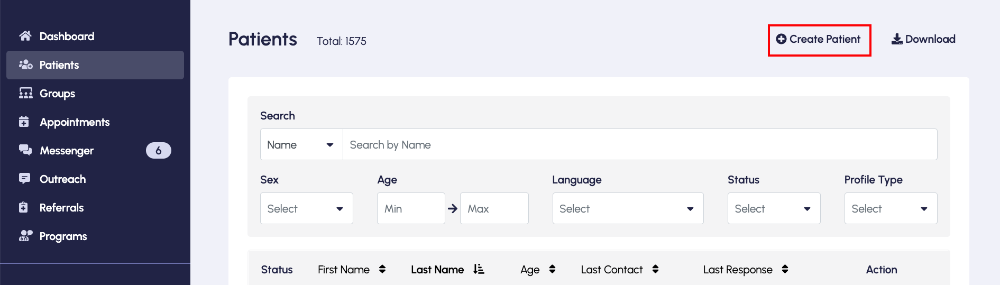 Dashboard
Patients
Groups
Appointments
Messenger 6
Outreach
Referrals
Programs
Patients Total: 1575 Create Patient Download
Search
Name Search by Name
Sex Age Language Status Profile Type
Select Min Max Select Select Select
Status First Name Last Name Age Last Contact Last Response Action